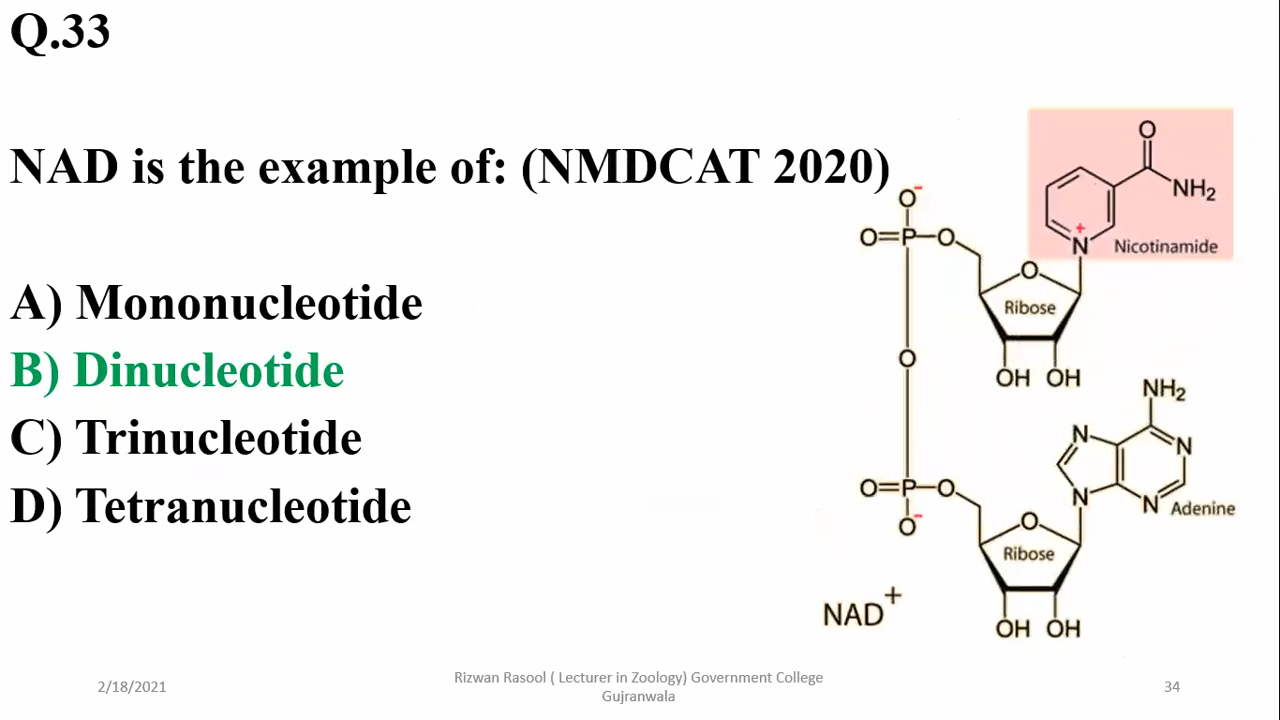 Q.33
NAD is the example of: (NMDCAT 2020)
A) Mononucleotide
B) Dinucleotide
C) Trinucleotide
D) Tetranucleotide
O
NH₂
+
N
Nicotinamide
O-
O=P-O
O
Ribose
OH OH
O
NH₂
N
N
O=P-O
N
N
Adenine
O-
O
Ribose
OH OH
NAD+
2/18/2021
Rizwan Rasool ( Lecturer in Zoology) Government College
Gujranwala
34